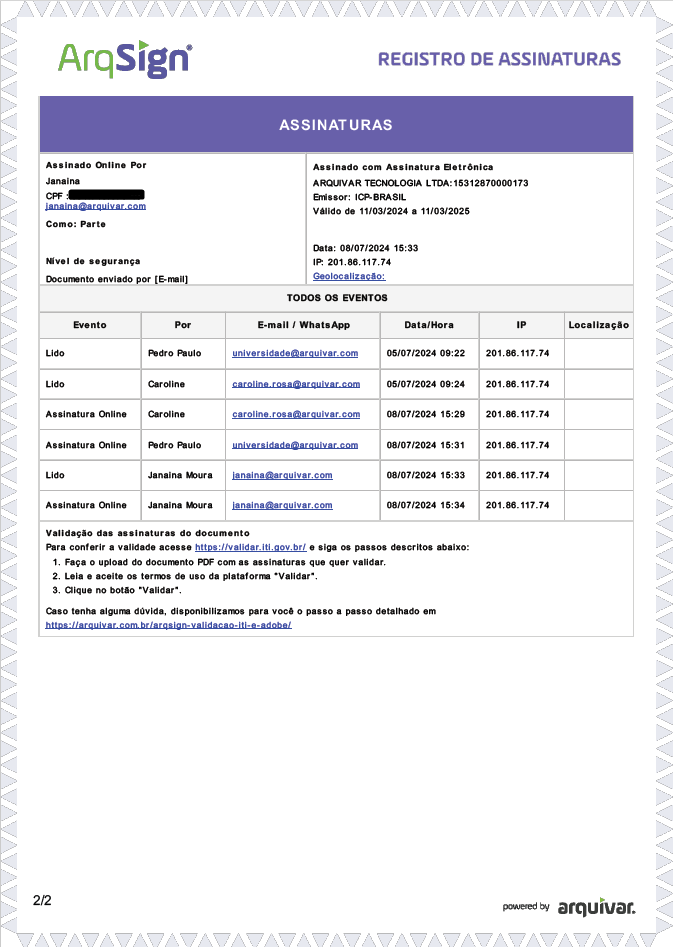 ArqSign®
REGISTRO DE ASSINATURAS
ASSINATURAS
Assinado Online Por
Janaina
CPF :
janaina@arquivar.com
Como: Parte
Nível de segurança
Documento enviado por [E-mail]
Assinado com Assinatura Eletrônica
ARQUIVAR TECNOLOGIA LTDA:15312870000173
Emissor: ICP-BRASIL
Válido de 11/03/2024 a 11/03/2025
Data: 08/07/2024 15:33
IP: 201.86.117.74
Geolocalização:
TODOS OS EVENTOS
Evento Por E-mail / WhatsApp Data/Hora IP Localização
Lido Pedro Paulo universidade@arquivar.com 05/07/2024 09:22 201.86.117.74
Lido Caroline caroline.rosa@arquivar.com 05/07/2024 09:24 201.86.117.74
Assinatura Online Caroline caroline.rosa@arquivar.com 08/07/2024 15:29 201.86.117.74
Assinatura Online Pedro Paulo universidade@arquivar.com 08/07/2024 15:31 201.86.117.74
Lido Janaina Moura janaina@arquivar.com 08/07/2024 15:33 201.86.117.74
Assinatura Online Janaina Moura janaina@arquivar.com 08/07/2024 15:34 201.86.117.74
Validação das assinaturas do documento
Para conferir a validade acesse https://validar.iti.gov.br/ e siga os passos descritos abaixo:
1. Faça o upload do documento PDF com as assinaturas que quer validar.
2. Leia e aceite os termos de uso da plataforma "Validar".
3. Clique no botão "Validar".
Caso tenha alguma dúvida, disponibilizamos para você o passo a passo detalhado em
https://arquivar.com.br/arqsign-validacao-iti-e-adobe/
2/2
powered by arquivar.